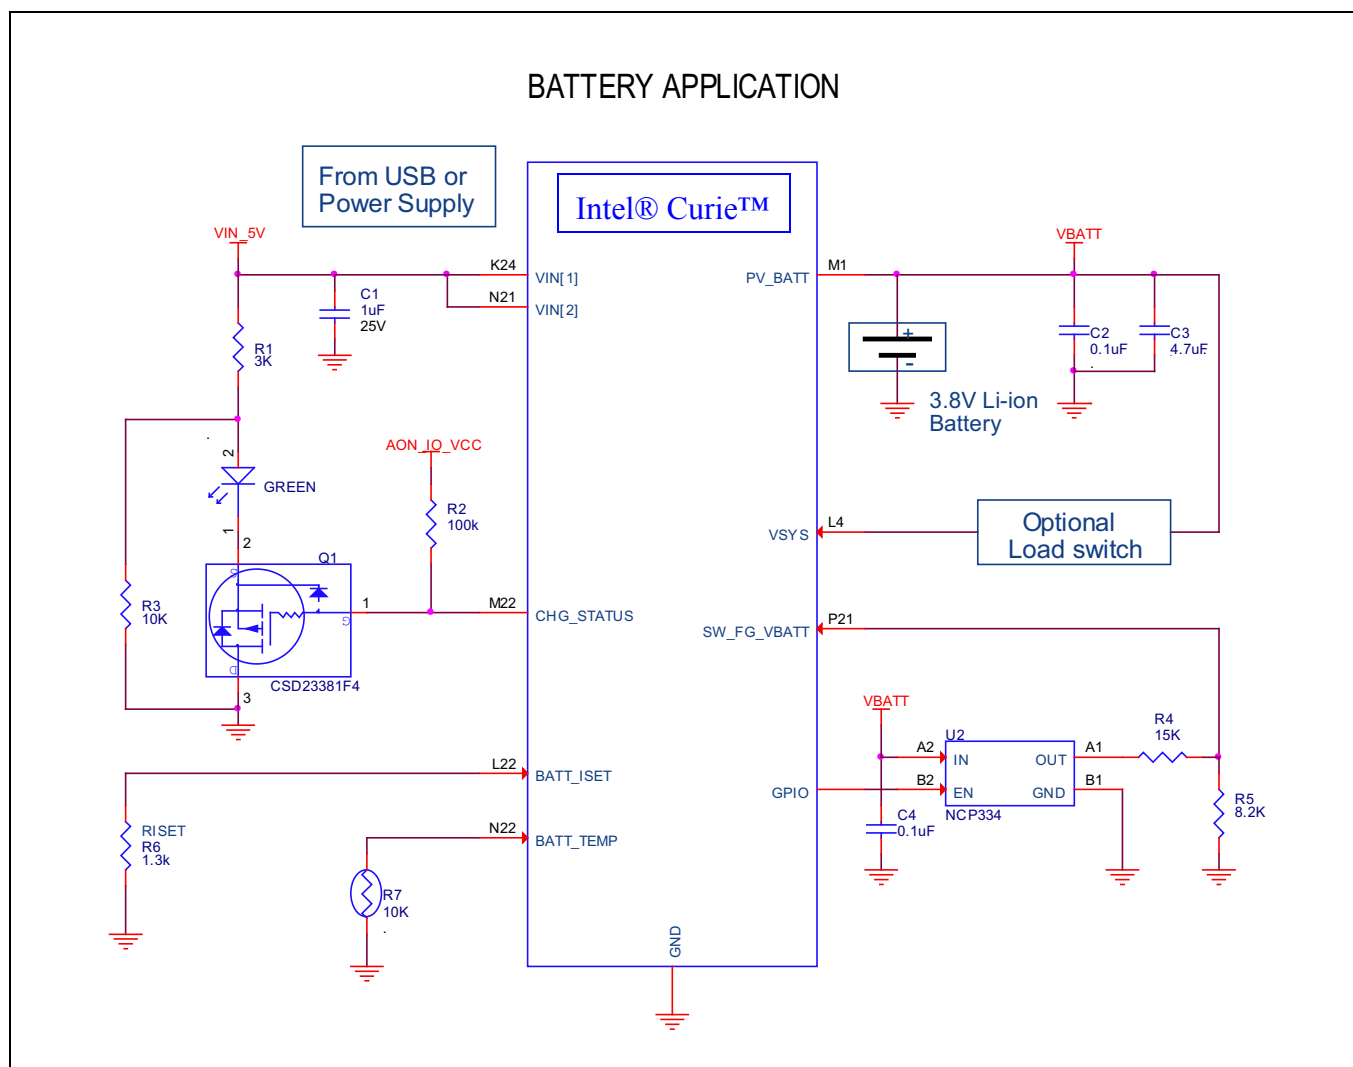 BATTERY APPLICATION
From USB or
Power Supply
Intel® Curie™
VIN_5V
K24
VIN[1]
N21
VIN[2]
C1
1uF
25V
R1
3K
PV_BATT
M1
VBATT
C2
0.1uF
C3
4.7uF
+
-
3.8V Li-ion
Battery
2
GREEN
1
AON_IO_VCC
R2
100k
VSYS
L4
Optional
Load switch
2
Q1
S
G
D
1
M22
CHG_STATUS
R3
10K
CSD23381F4
3
SW_FG_VBATT
P21
VBATT
U2
A2
IN
OUT
A1
R4
15K
GPIO
B2
EN
GND
B1
NCP334
C4
0.1uF
R5
8.2K
L22
BATT_ISET
RISET
R6
1.3k
N22
BATT_TEMP
R7
10K
GND